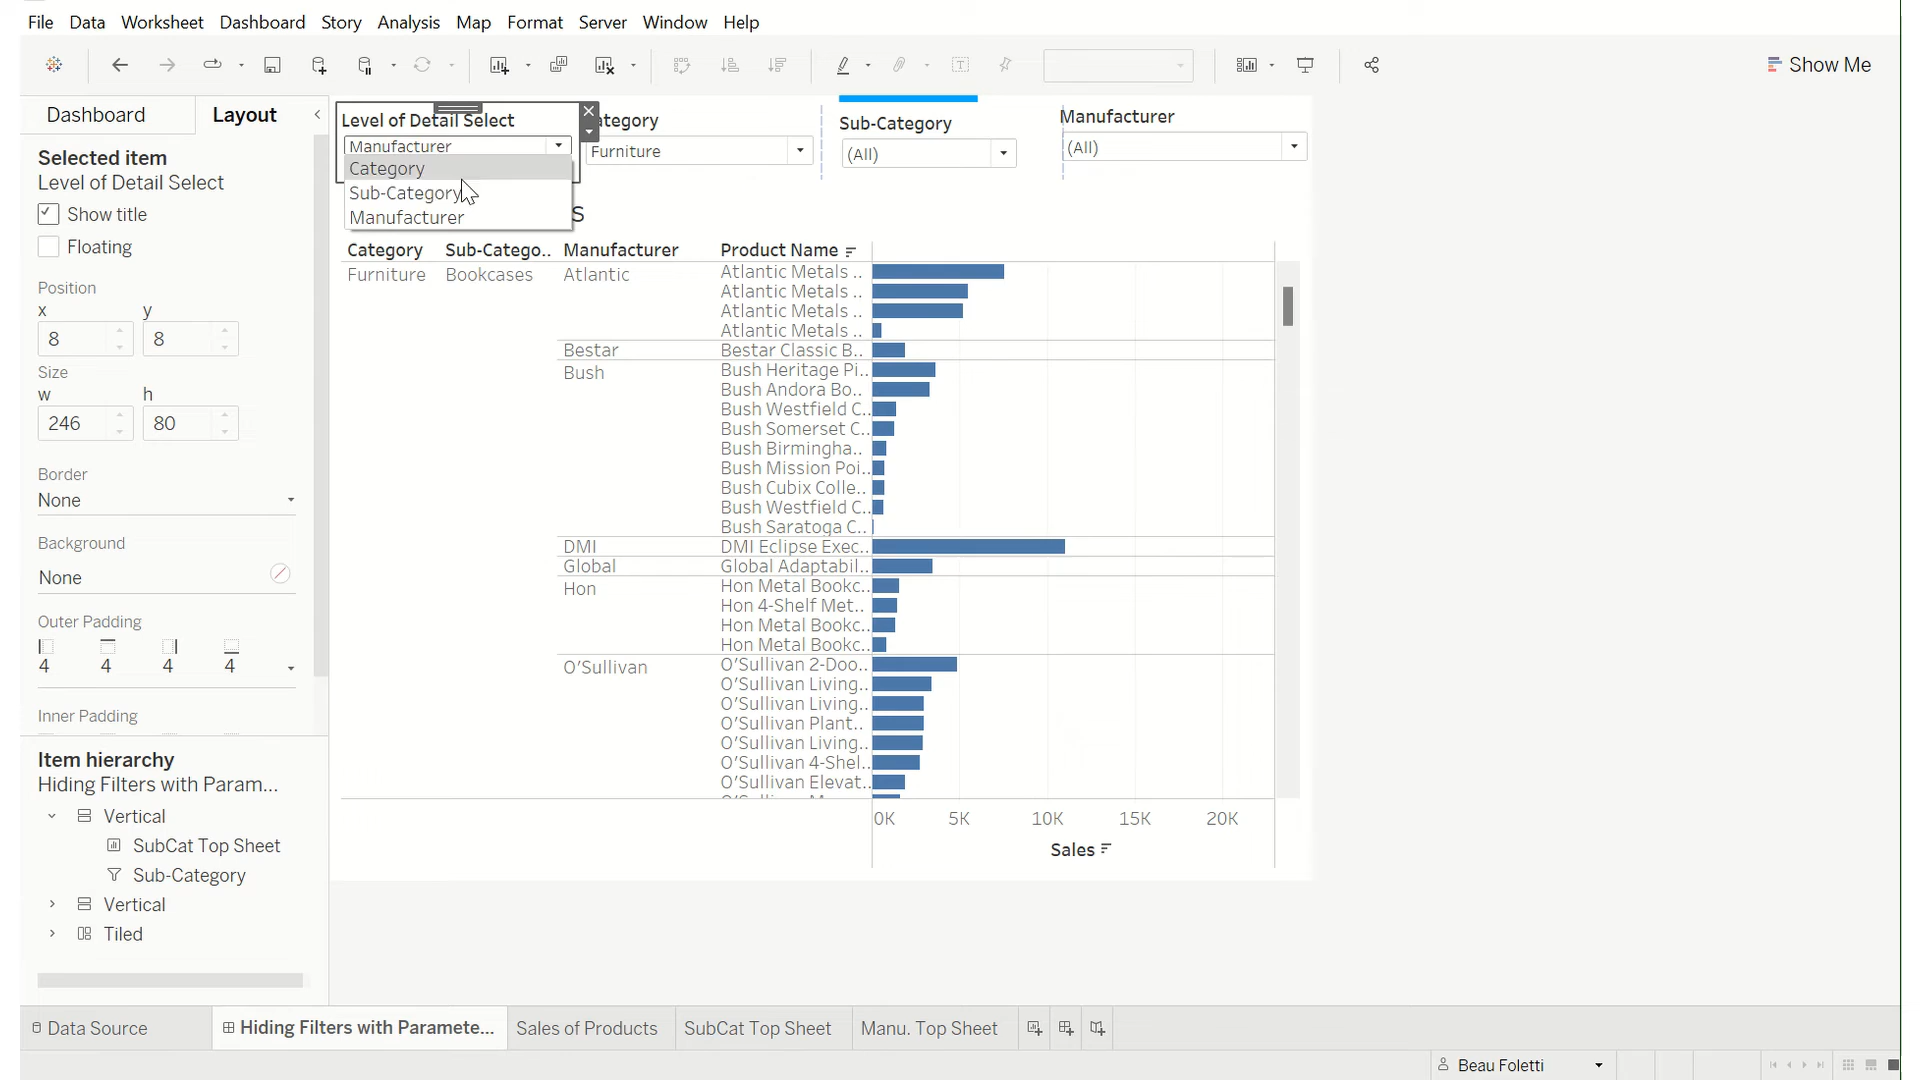 File Data Worksheet Dashboard Story Analysis Map Format Server Window Help
Show Me
Dashboard Layout
Selected item
Level of Detail Select
Show title
Floating
Position
x y
8 8
Size
w h
246 80
Border
None
Background
None
Outer Padding
4 4 4 4
Inner Padding
Item hierarchy
Hiding Filters with Param...
Vertical
SubCat Top Sheet
Sub-Category
Vertical
Tiled
Level of Detail Select
Manufacturer
Category
Sub-Category
Manufacturer
ategory
Furniture
Sub-Category
(All)
Manufacturer
(All)
s
Category Sub-Catego.. Manufacturer Product Name
Furniture Bookcases Atlantic Atlantic Metals ..
Atlantic Metals ..
Atlantic Metals ..
Atlantic Metals ..
Bestar Bestar Classic B..
Bush Bush Heritage Pi..
Bush Andora Bo..
Bush Westfield C..
Bush Somerset C..
Bush Birmingha..
Bush Mission Poi..
Bush Cubix Colle..
Bush Westfield C..
Bush Saratoga C..
DMI DMI Eclipse Exec..
Global Global Adaptabil..
Hon Hon Metal Bookc..
Hon 4-Shelf Met..
Hon Metal Bookc..
Hon Metal Bookc..
O'Sullivan O'Sullivan 2-Doo..
O'Sullivan Living..
O'Sullivan Living..
O'Sullivan Plant..
O'Sullivan Living..
O'Sullivan 4-Shel..
O'Sullivan Elevat..
0K 5K 10K 15K 20K
Sales
Data Source Hiding Filters with Paramete... Sales of Products SubCat Top Sheet Manu. Top Sheet
Beau Foletti